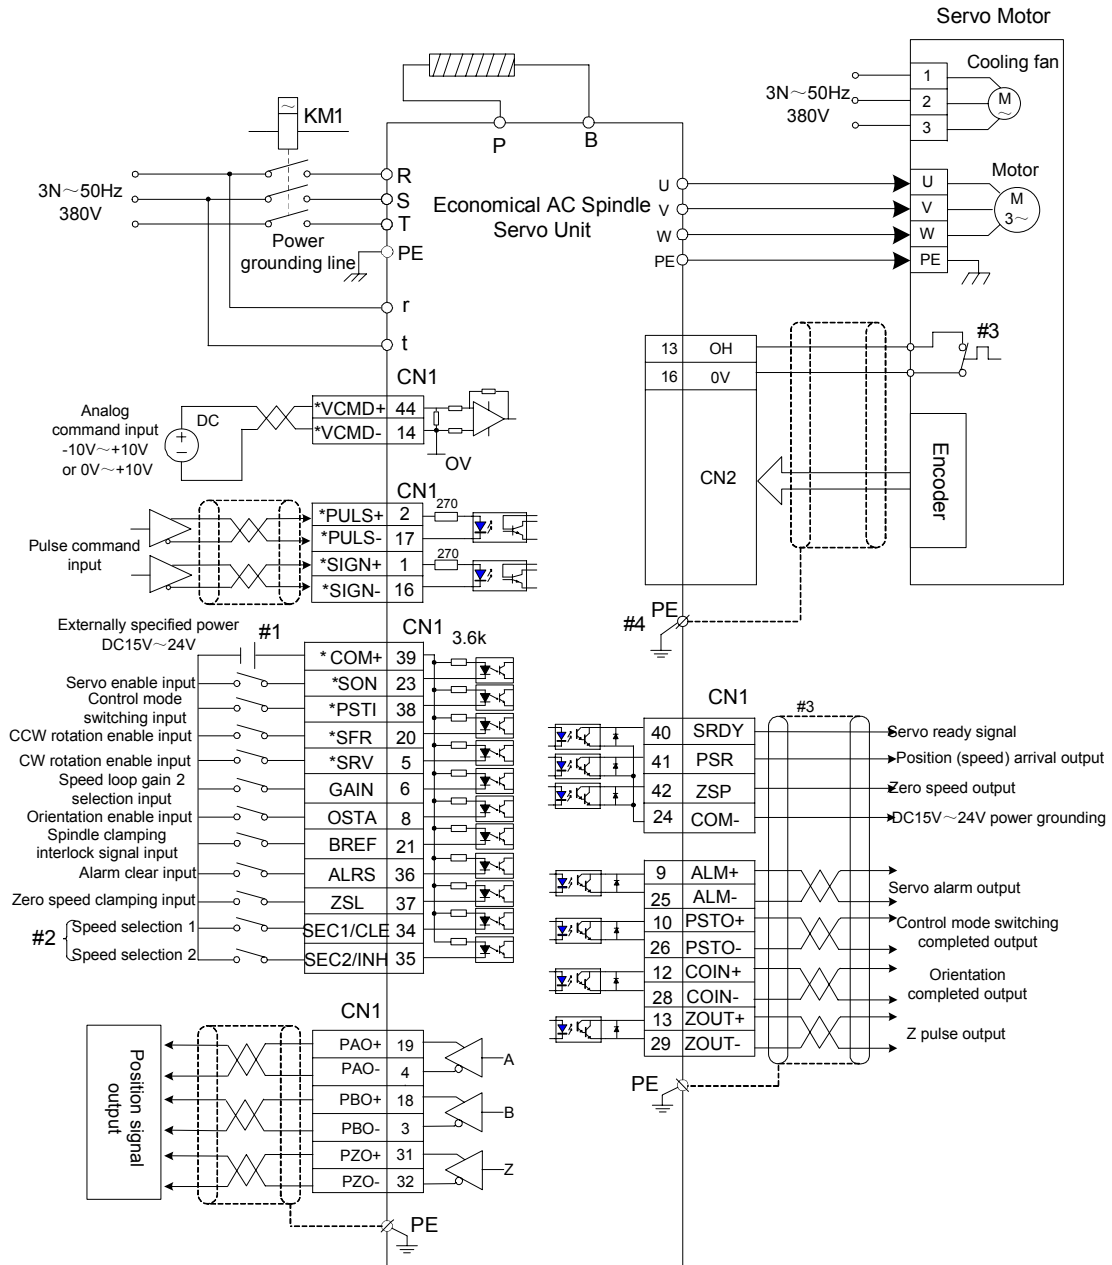 Servo Motor
Cooling fan
3N～50Hz
380V
1
2
3
M
～
KM1
～
P
B
3N～50Hz
380V
R
S
T
PE
Power
grounding line
r
t
Economical AC Spindle
Servo Unit
U
V
W
PE
U
V
W
PE
Motor
M
3～
13 OH
16 0V
#3
CN2
Encoder
PE
#4
CN1
Analog
command input
-10V～+10V
or 0V～+10V
DC
*VCMD+ 44
*VCMD- 14
OV
CN1
Pulse command
input
*PULS+ 2 270
*PULS- 17
*SIGN+ 1 270
*SIGN- 16
CN1
Externally specified power
DC15V～24V
#1
3.6k
* COM+ 39
Servo enable input *SON 23
Control mode
switching input *PSTI 38
CCW rotation enable input *SFR 20
CW rotation enable input *SRV 5
Speed loop gain 2
selection input GAIN 6
Orientation enable input OSTA 8
Spindle clamping
interlock signal input BREF 21
Alarm clear input ALRS 36
Zero speed clamping input ZSL 37
#2
Speed selection 1 SEC1/CLE 34
Speed selection 2 SEC2/INH 35
CN1
Position signal
output
PAO+ 19
PAO- 4
A
PBO+ 18
PBO- 3
B
PZO+ 31
PZO- 32
Z
PE
CN1
#3
40 SRDY Servo ready signal
41 PSR Position (speed) arrival output
42 ZSP Zero speed output
24 COM- DC15V～24V power grounding
9 ALM+
25 ALM-
Servo alarm output
10 PSTO+
26 PSTO-
Control mode switching
completed output
12 COIN+
28 COIN-
Orientation
completed output
13 ZOUT+
29 ZOUT-
Z pulse output
PE